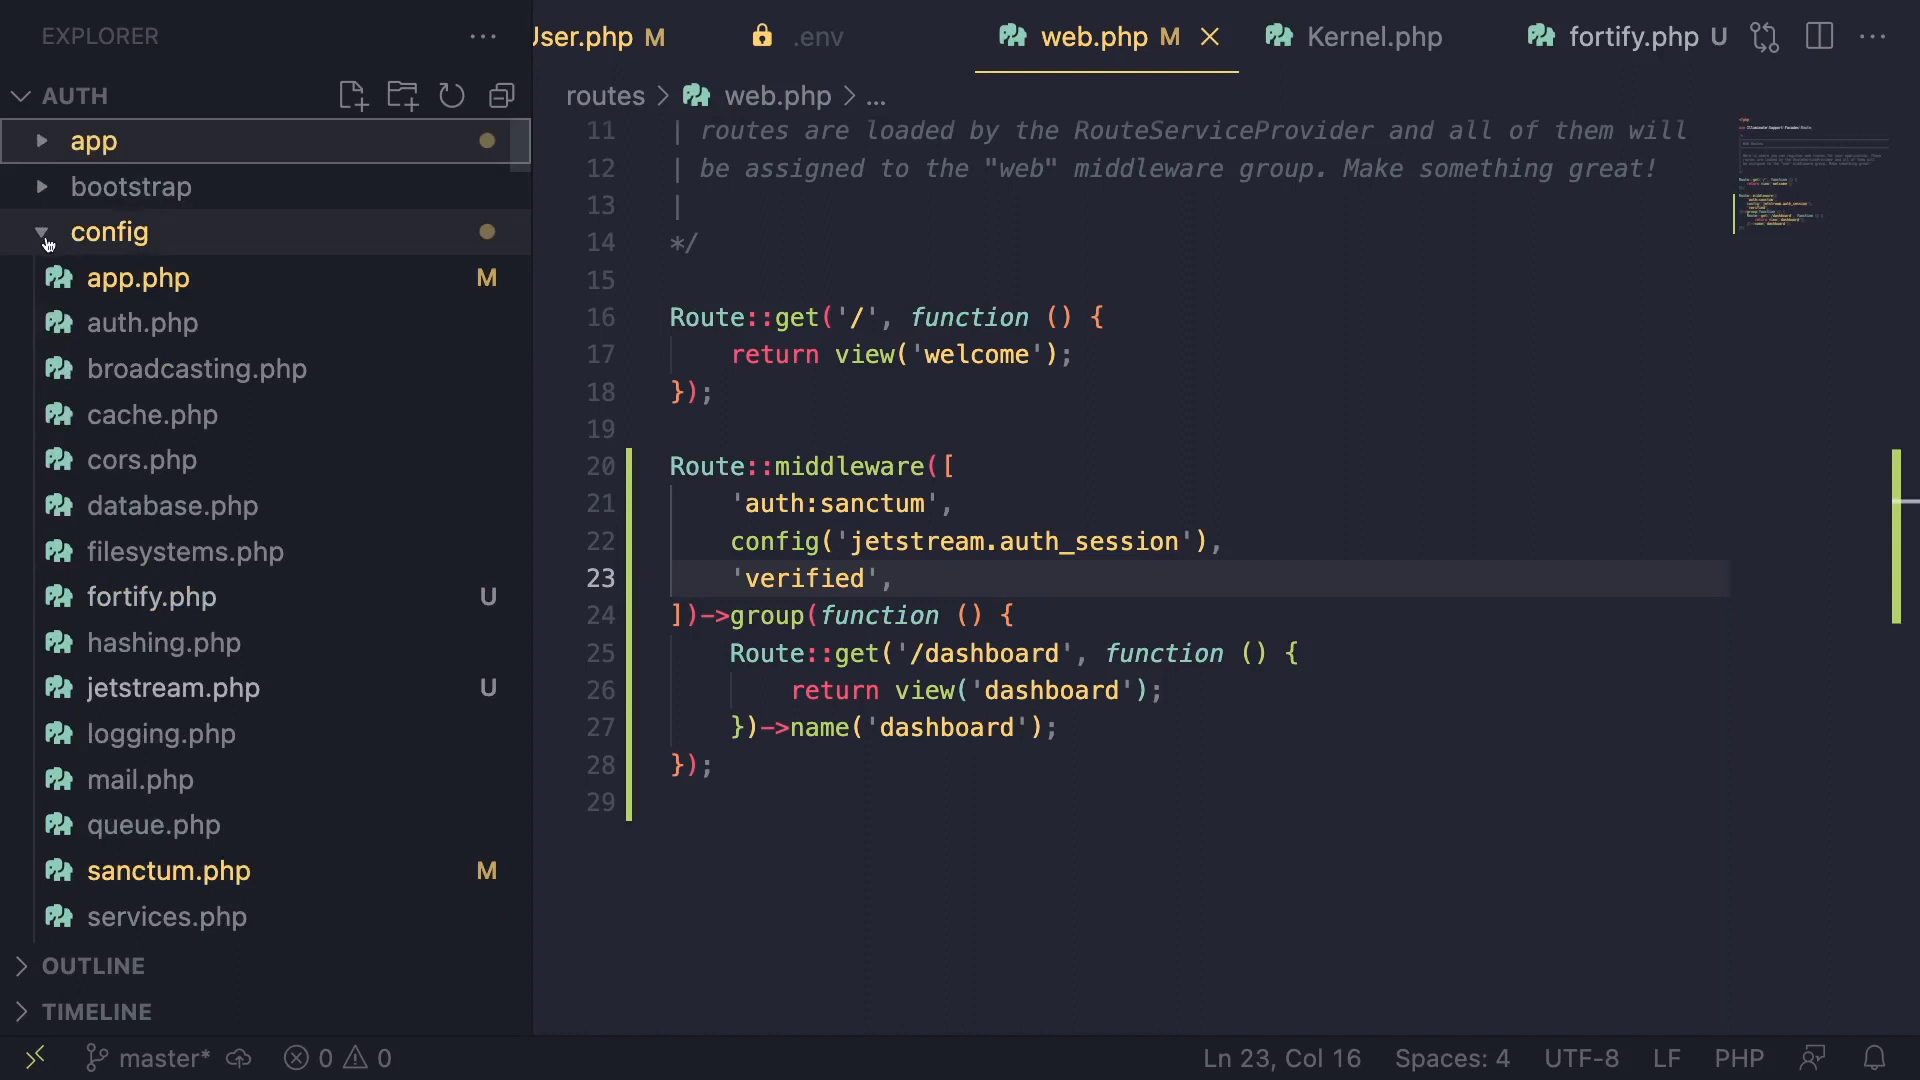 EXPLORER
AUTH
app
bootstrap
config
app.php M
auth.php
broadcasting.php
cache.php
cors.php
database.php
filesystems.php
fortify.php U
hashing.php
jetstream.php U
logging.php
mail.php
queue.php
sanctum.php M
services.php
OUTLINE
TIMELINE
User.php M .env web.php M Kernel.php fortify.php U
routes > web.php > ...
11 | routes are loaded by the RouteServiceProvider and all of them will
12 | be assigned to the "web" middleware group. Make something great!
13 |
14 */
15
16 Route::get('/', function () {
17 return view('welcome');
18 });
19
20 Route::middleware([
21 'auth:sanctum',
22 config('jetstream.auth_session'),
23 'verified',
24 ])->group(function () {
25 Route::get('/dashboard', function () {
26 return view('dashboard');
27 })->name('dashboard');
28 });
29
master* 0 0 Ln 23, Col 16 Spaces: 4 UTF-8 LF PHP